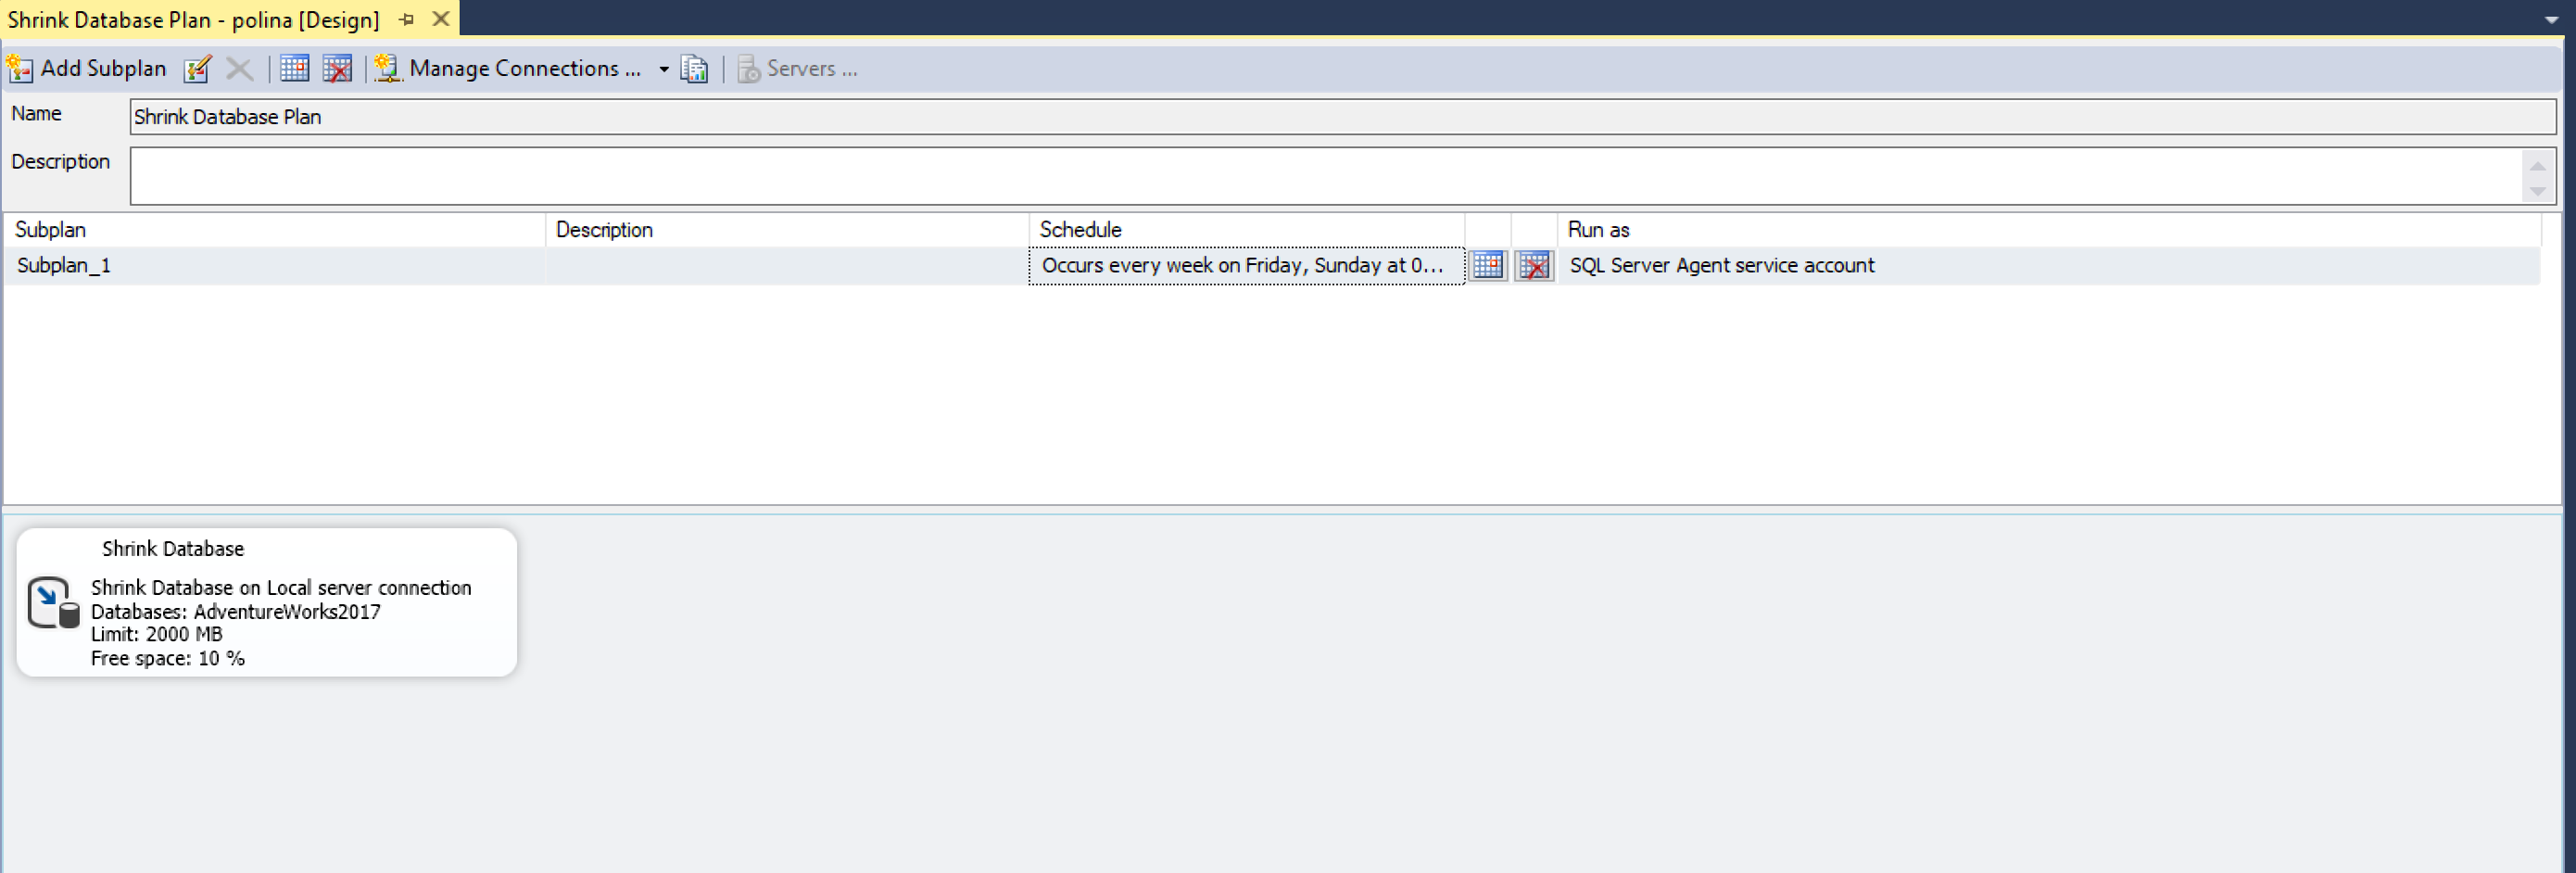 Shrink Database Plan - polina [Design]
Add Subplan Manage Connections ... Servers ...
Name Shrink Database Plan
Description
Subplan Description Schedule Run as
Subplan_1 Occurs every week on Friday, Sunday at 0... SQL Server Agent service account
Shrink Database
Shrink Database on Local server connection
Databases: AdventureWorks2017
Limit: 2000 MB
Free space: 10 %